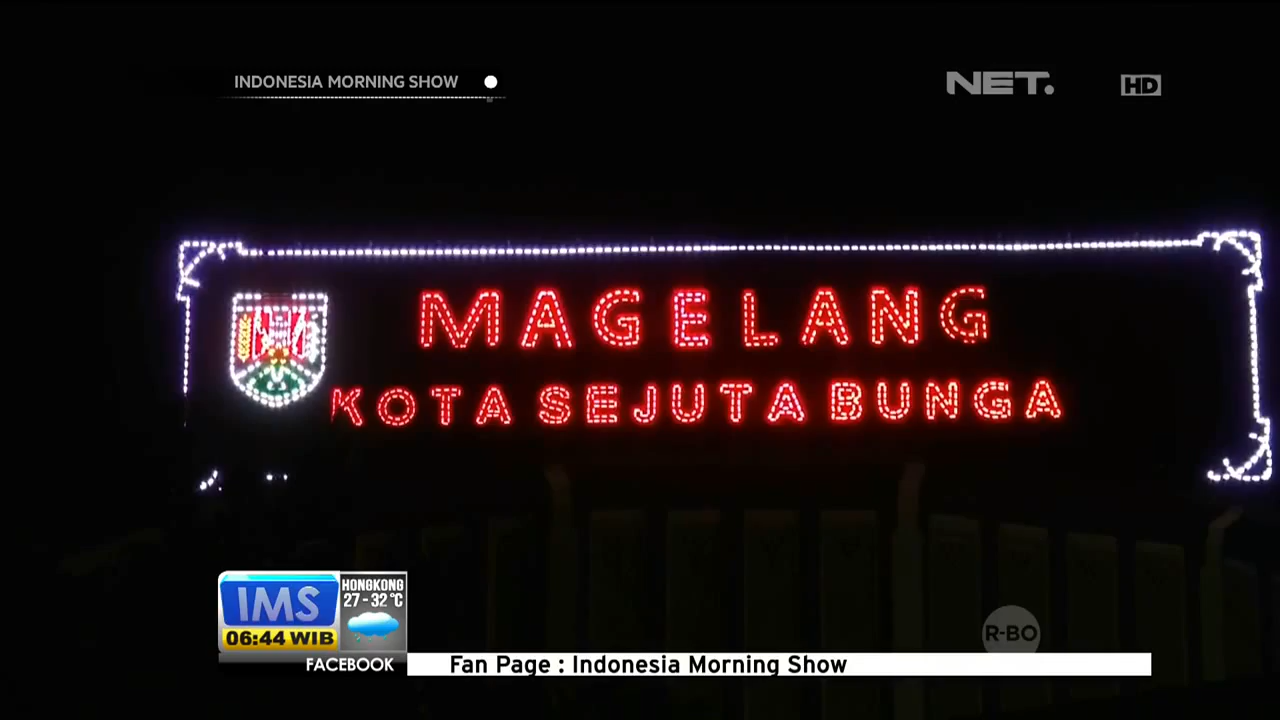 INDONESIA MORNING SHOW
NET.
HD
MAGELANG
KOTA SEJUTA BUNGA
IMS
HONGKONG
27 - 32 °C
06:44 WIB
R-BO
FACEBOOK
Fan Page : Indonesia Morning Show